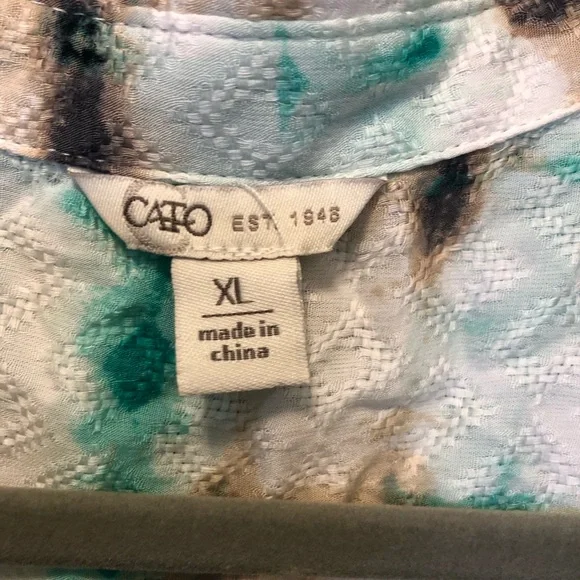 CATO EST. 1946
XL
made in
china